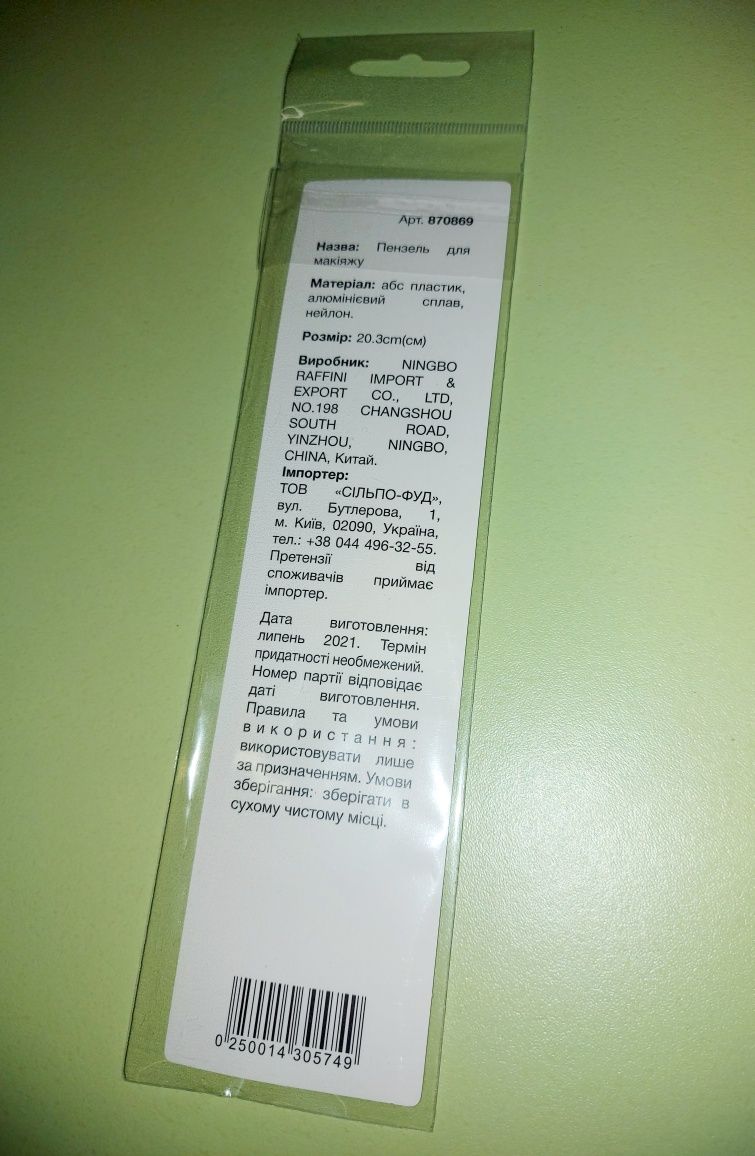 Арт. 870869
Назва: Пензель для
макіяжу
Матеріал: абс пластик,
алюмінієвий сплав,
нейлон.
Розмір: 20.3cm(см)
Виробник: NINGBO
RAFFINI IMPORT &
EXPORT CO., LTD,
NO.198 CHANGSHOU
SOUTH ROAD,
YINZHOU, NINGBO,
CHINA, Китай.
Імпортер:
ТОВ «СІЛЬПО-ФУД»,
вул. Бутлерова, 1,
м. Київ, 02090, Україна,
тел.: +38 044 496-32-55.
Претензії від
споживачів приймає
імпортер.
Дата виготовлення:
липень 2021. Термін
придатності необмежений.
Номер партії відповідає
даті виготовлення.
Правила та умови
використання:
використовувати лише
за призначенням. Умови
зберігання: зберігати в
сухому чистому місці.
0 250014 305749